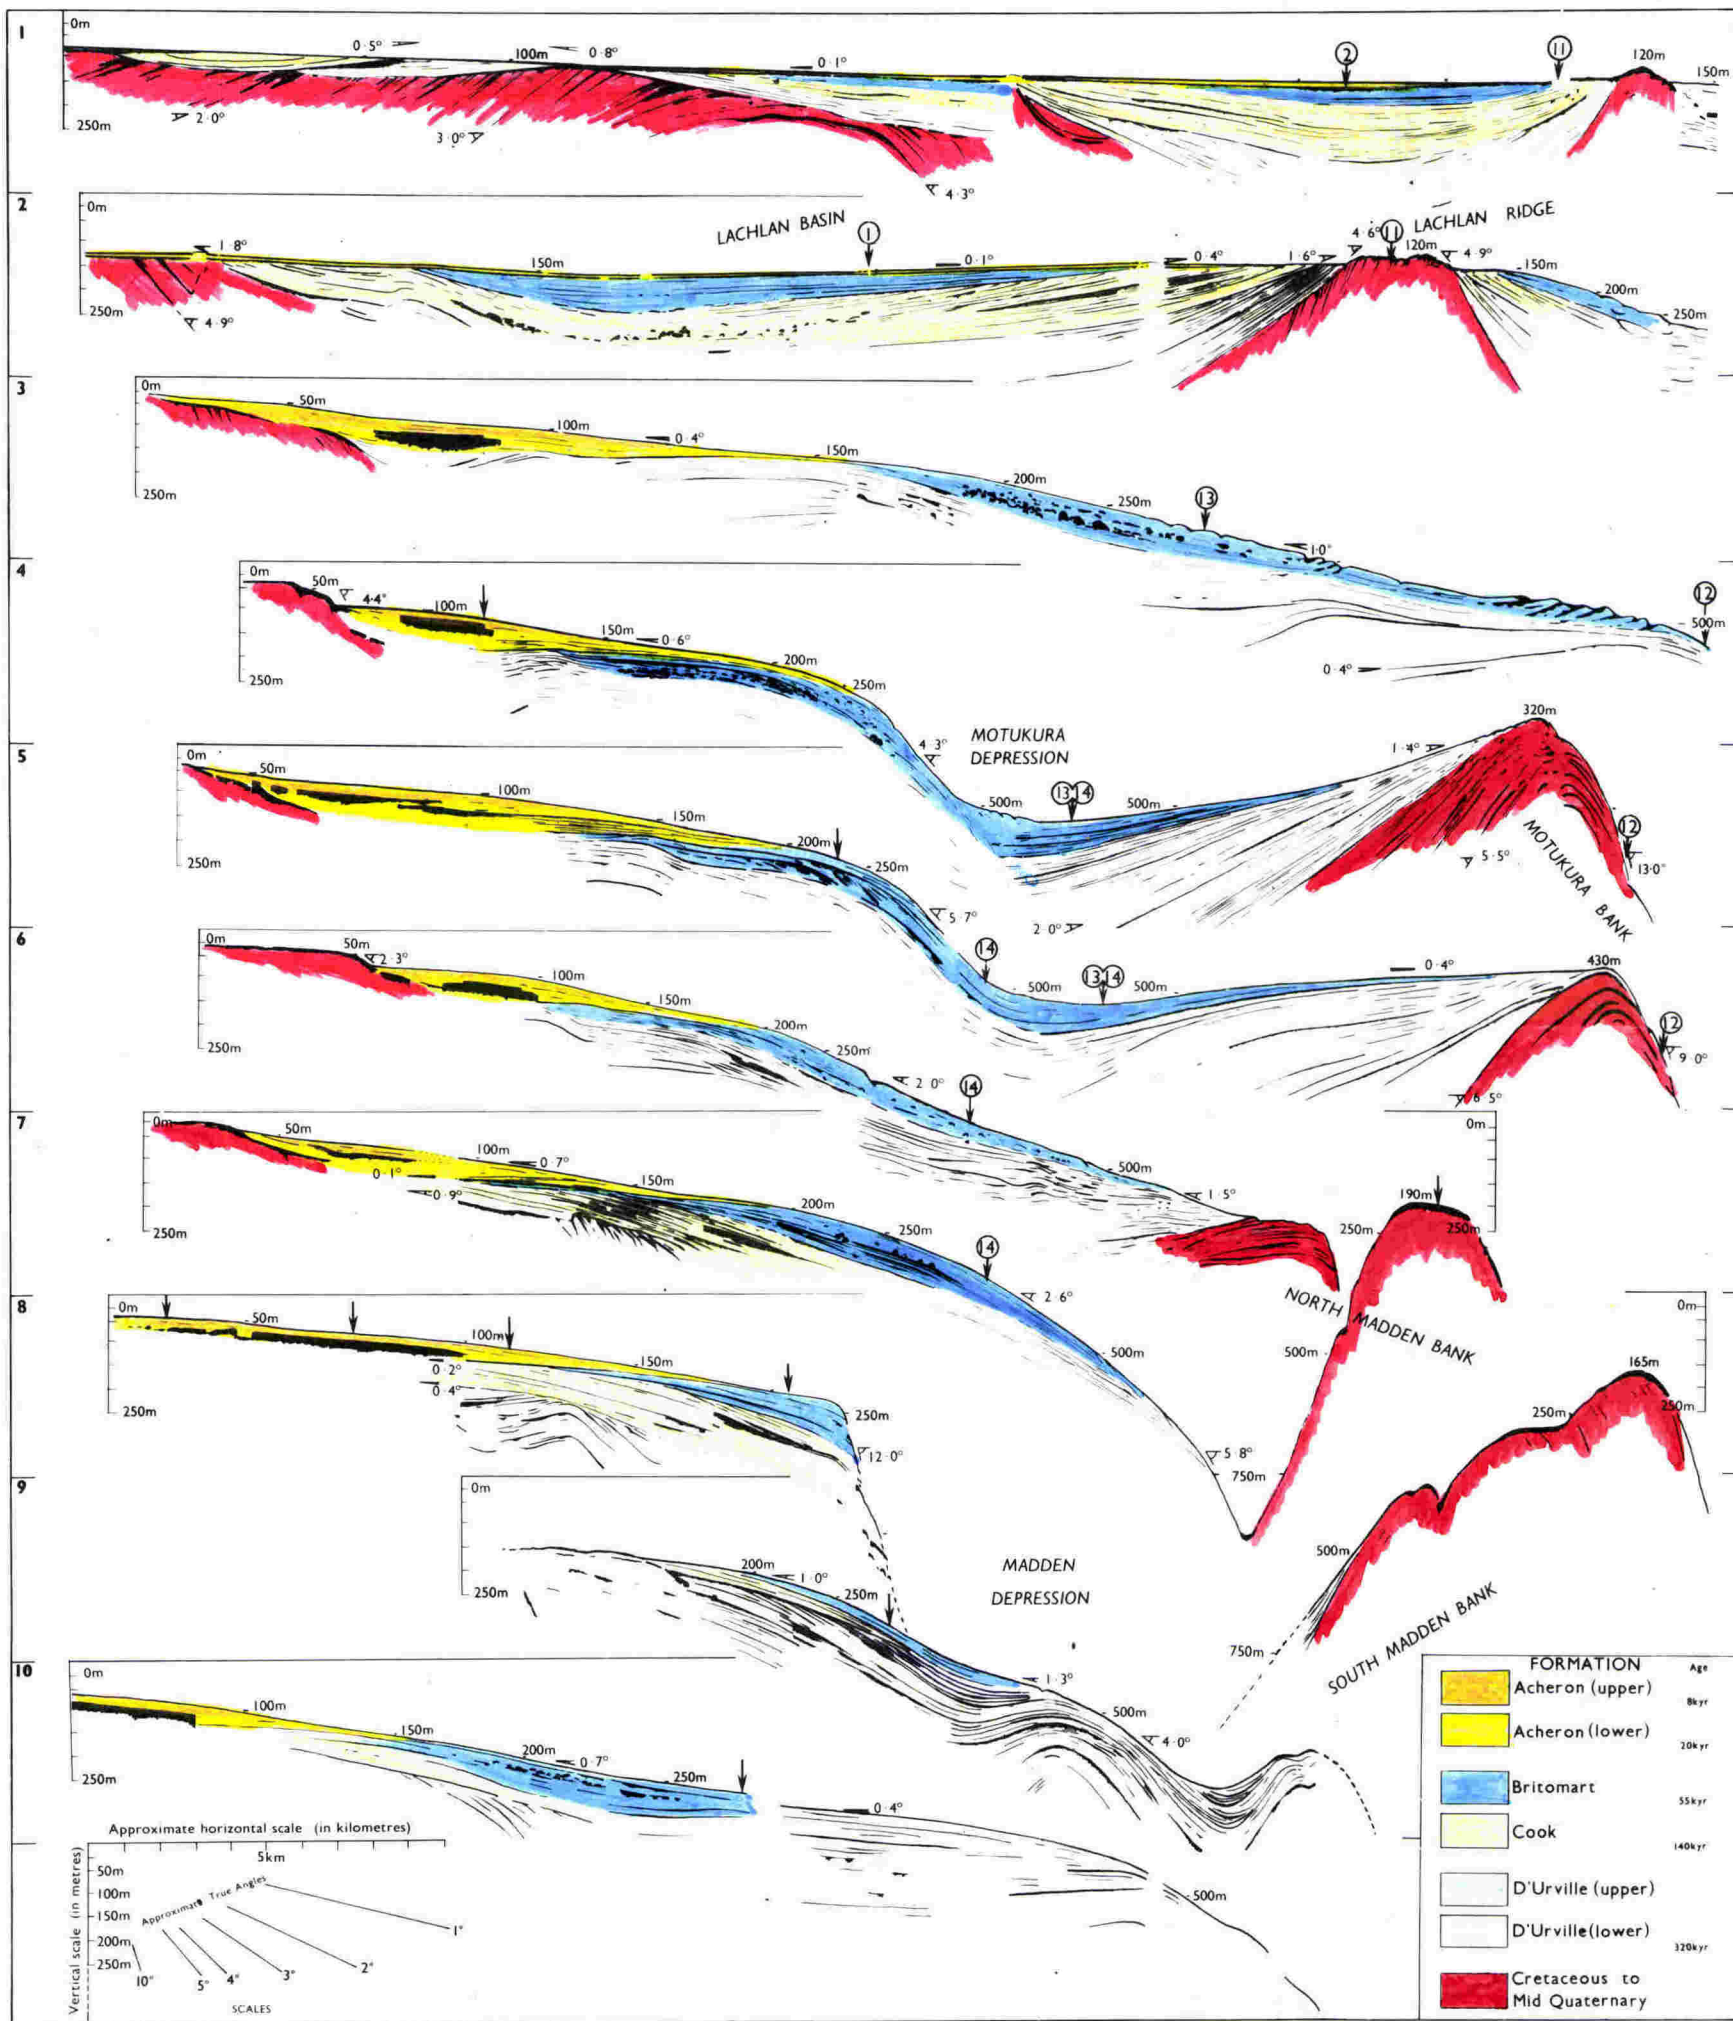 1
0m
0·5°
100m
0·8°
0·1°
2
11
120m
150m
250m
2·0°
3·0°
4·3°
2
0m
LACHLAN BASIN
1
LACHLAN RIDGE
1·8°
150m
0·1°
0·4°
1·6°
4·6°
11
120m
4·9°
150m
200m
250m
250m
4·9°
3
0m
50m
100m
0·4°
150m
200m
250m
13
1·0°
250m
12
500m
0·4°
4
0m
50m
4·4°
100m
150m
0·6°
200m
250m
250m
4·3°
MOTUKURA
DEPRESSION
500m
13
14
500m
1·4°
320m
5·5°
2·0°
12
13·0°
MOTUKURA BANK
5
0m
50m
100m
150m
200m
250m
250m
5·7°
14
500m
13
14
500m
0·4°
430m
12
9·0°
6·5°
6
0m
50m
2·3°
100m
150m
200m
250m
250m
2·0°
14
500m
1·5°
NORTH MADDEN BANK
7
0m
50m
100m
0·7°
0·1°
0·9°
150m
200m
250m
250m
14
2·6°
500m
5·8°
750m
500m
250m
190m
0m
250m
8
0m
50m
100m
0·2°
0·4°
150m
250m
250m
12·0°
MADDEN
DEPRESSION
750m
500m
250m
165m
0m
250m
SOUTH MADDEN BANK
9
0m
200m
1·0°
250m
250m
1·3°
500m
4·0°
10
0m
100m
150m
200m
0·7°
250m
250m
0·4°
500m
Approximate horizontal scale (in kilometres)
5km
Vertical scale (in metres)
50m
100m
150m
200m
250m
Approximate True Angles
1°
2°
3°
4°
5°
10°
SCALES
FORMATION Age
Acheron (upper)
8kyr
Acheron (lower)
20kyr
Britomart
55kyr
Cook
140kyr
D'Urville (upper)
D'Urville (lower)
320kyr
Cretaceous to
Mid Quaternary